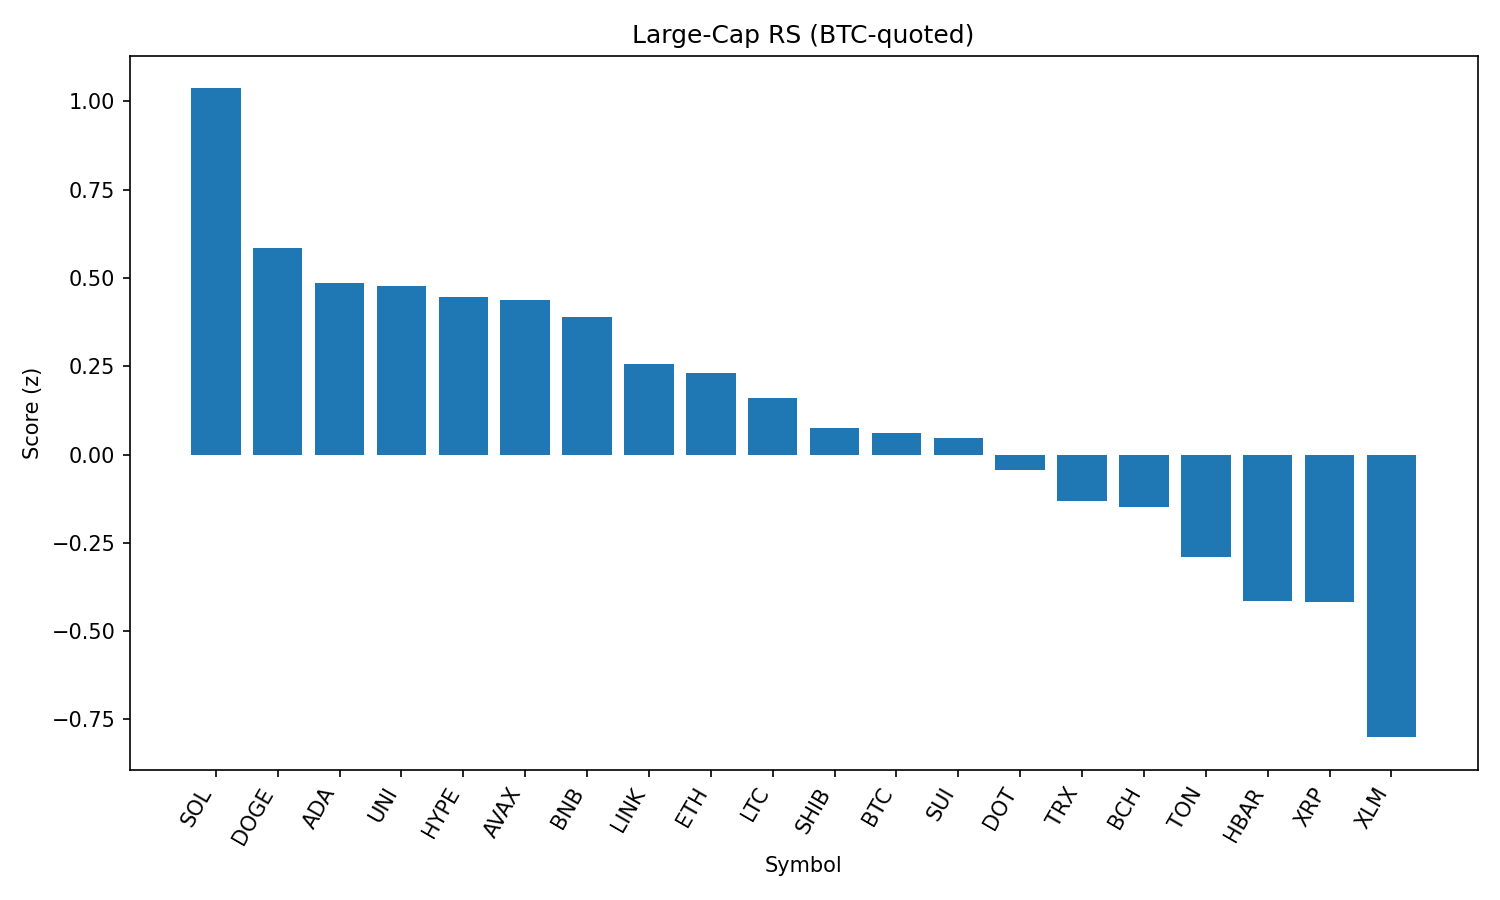 Large-Cap RS (BTC-quoted)
Score (z)
1.00
0.75
0.50
0.25
0.00
−0.25
−0.50
−0.75
SOL
DOGE
ADA
UNI
HYPE
AVAX
BNB
LINK
ETH
LTC
SHIB
BTC
SUI
DOT
TRX
BCH
TON
HBAR
XRP
XLM
Symbol